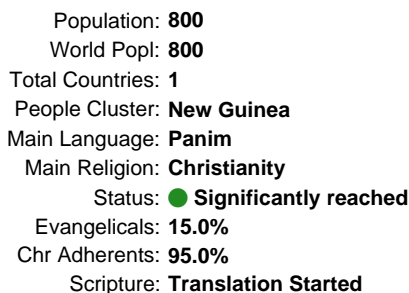 Population: 800
World Popl: 800
Total Countries: 1
People Cluster: New Guinea
Main Language: Panim
Main Religion: Christianity
Status: Significantly reached
Evangelicals: 15.0%
Chr Adherents: 95.0%
Scripture: Translation Started